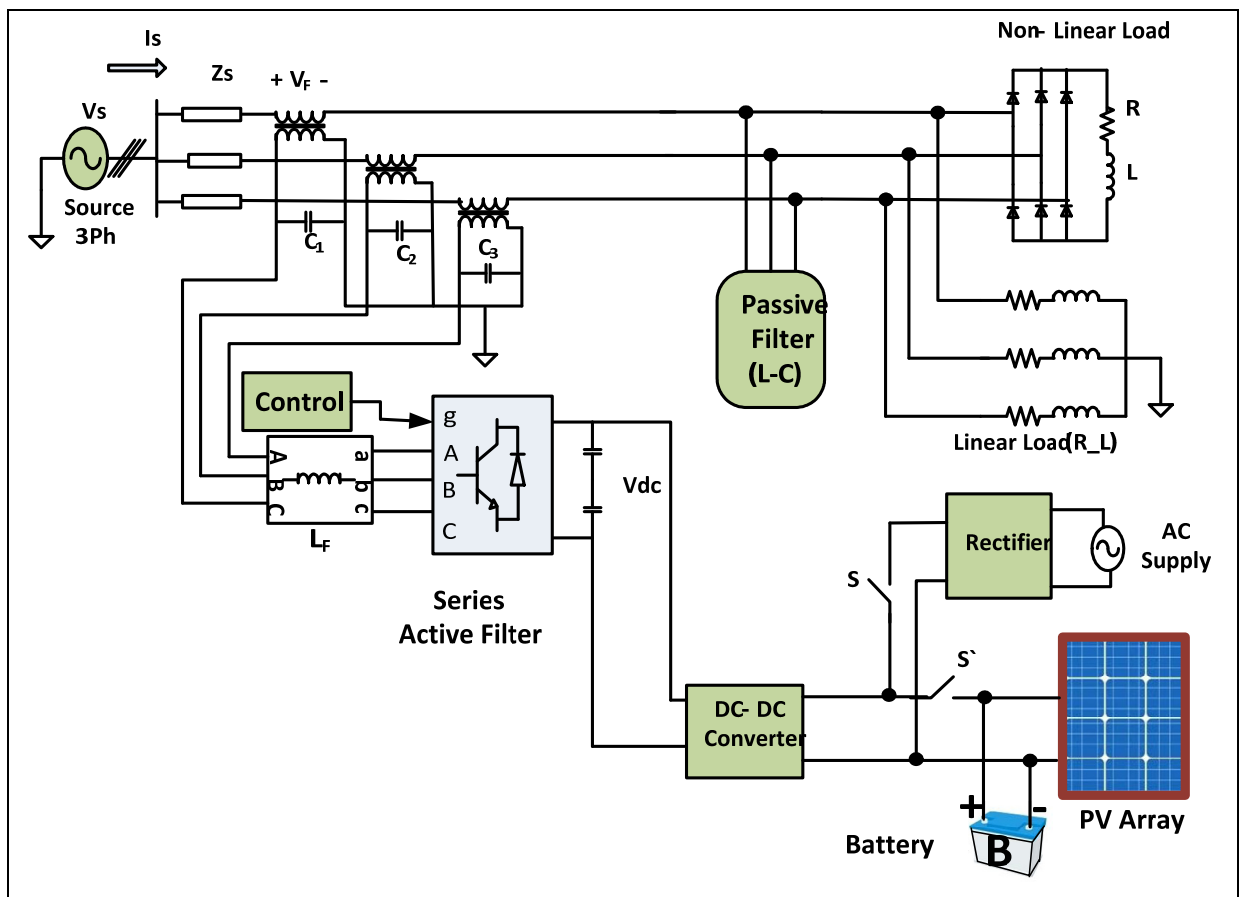 Non- Linear Load
Is
Zs
+ VF -
Vs
R
L
Source
3Ph
C1
C2
C3
Passive
Filter
(L-C)
Control
g
A
B
C
A
B
C
a
b
c
LF
Vdc
Linear Load(R_L)
Series
Active Filter
Rectifier
AC
Supply
S
S`
DC- DC
Converter
+
-
B
Battery
PV Array